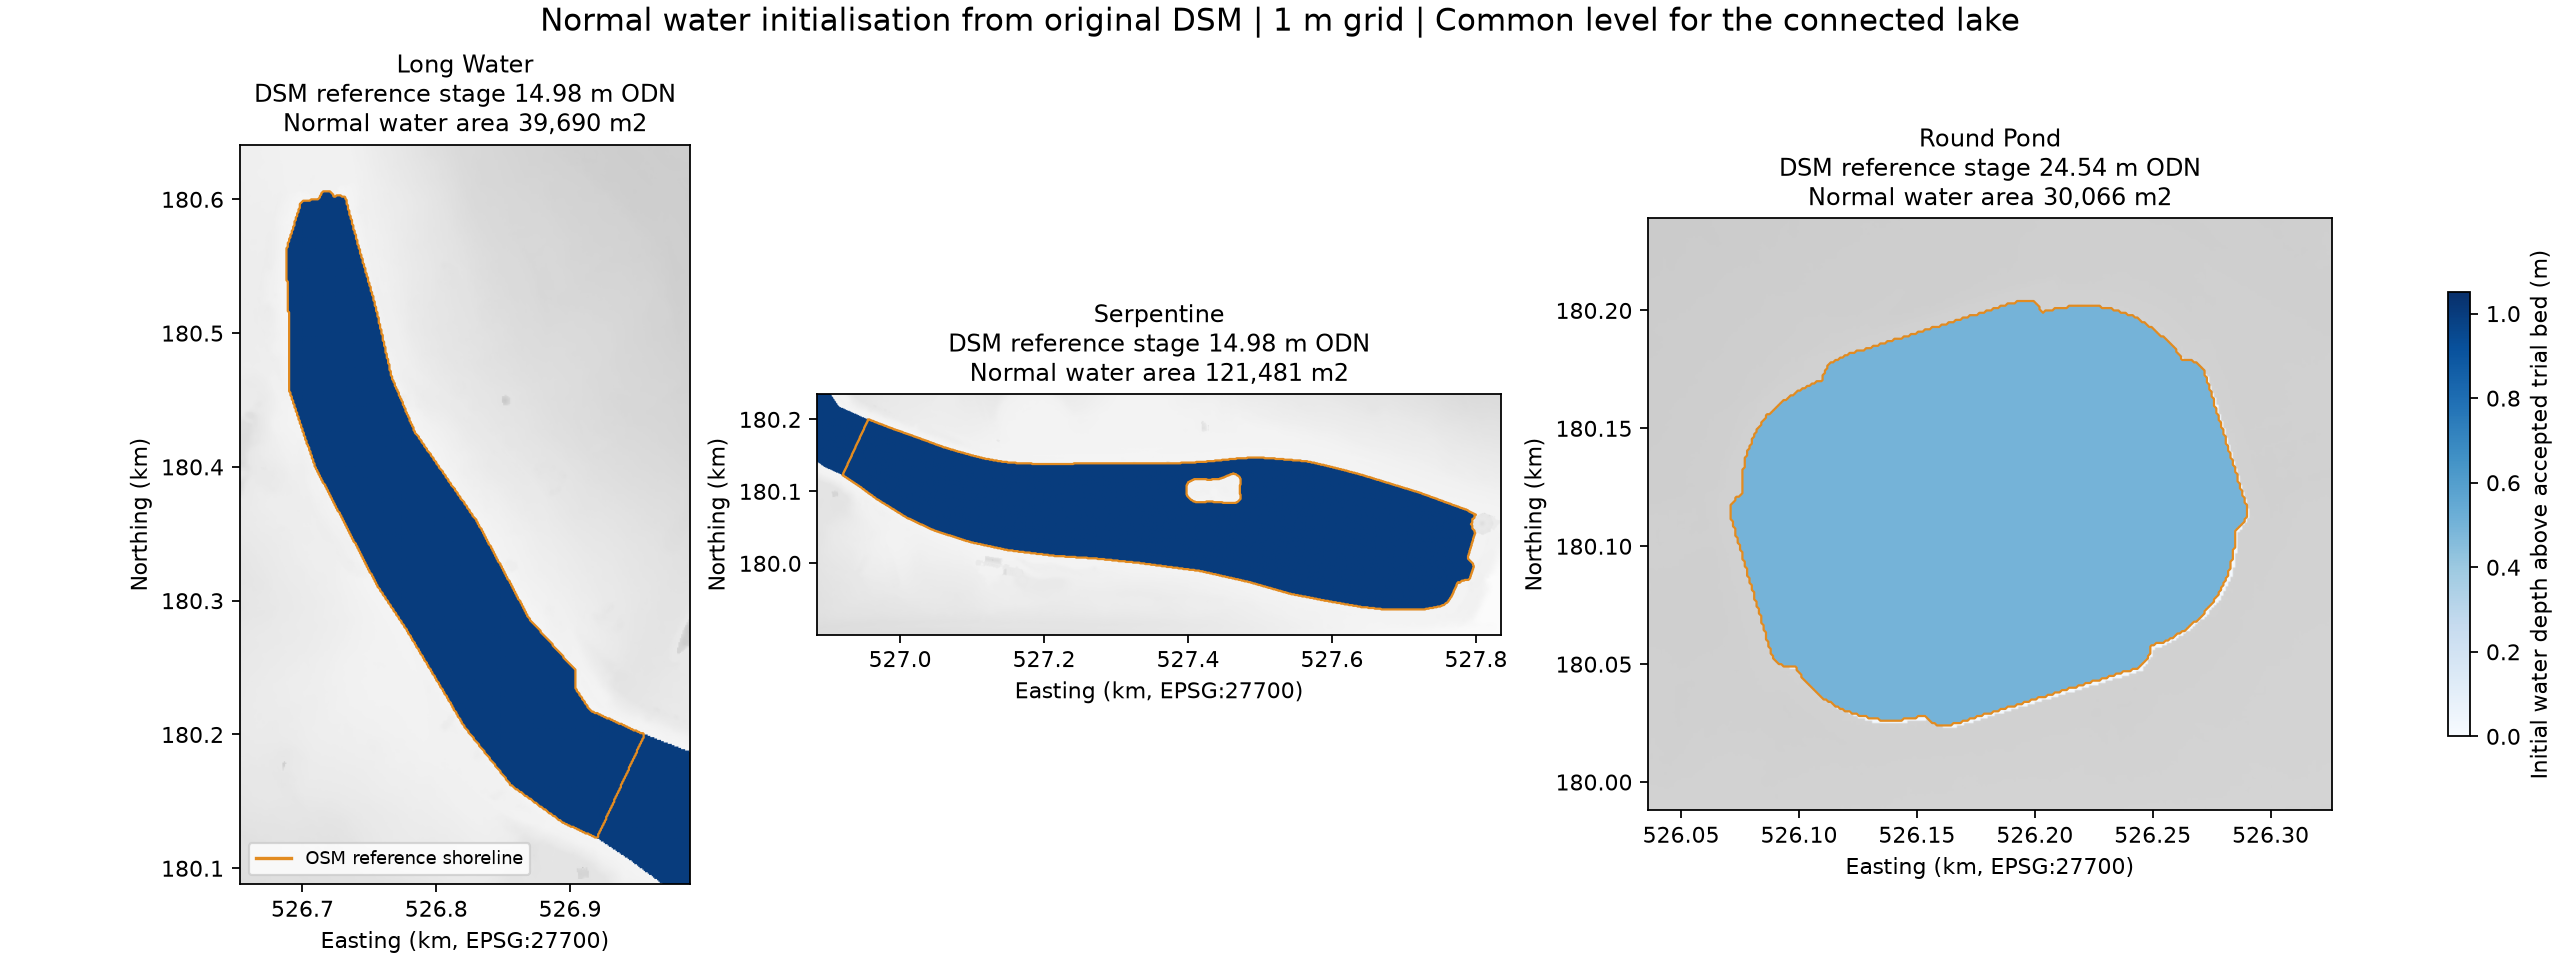 Normal water initialisation from original DSM | 1 m grid | Common level for the connected lake
Long Water
DSM reference stage 14.98 m ODN
Normal water area 39,690 m2
180.6
180.5
180.4
180.3
180.2
180.1
Northing (km)
OSM reference shoreline
526.7 526.8 526.9
Easting (km, EPSG:27700)
Serpentine
DSM reference stage 14.98 m ODN
Normal water area 121,481 m2
180.2
180.1
180.0
Northing (km)
527.0 527.2 527.4 527.6 527.8
Easting (km, EPSG:27700)
Round Pond
DSM reference stage 24.54 m ODN
Normal water area 30,066 m2
180.20
180.15
180.10
180.05
180.00
Northing (km)
526.05 526.10 526.15 526.20 526.25 526.30
Easting (km, EPSG:27700)
1.0
0.8
0.6
0.4
0.2
0.0
Initial water depth above accepted trial bed (m)